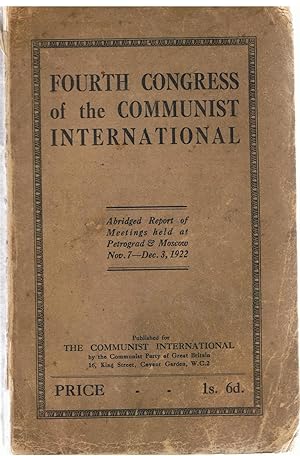 FOURTH CONGRESS
of the COMMUNIST
INTERNATIONAL
Abridged Report of
Meetings held at
Petrograd & Moscow
Nov. 7—Dec. 3, 1922
Published for
THE COMMUNIST INTERNATIONAL
by the Communist Party of Great Britain
16, King Street, Covent Garden, W.C.2
PRICE - - 1s. 6d.